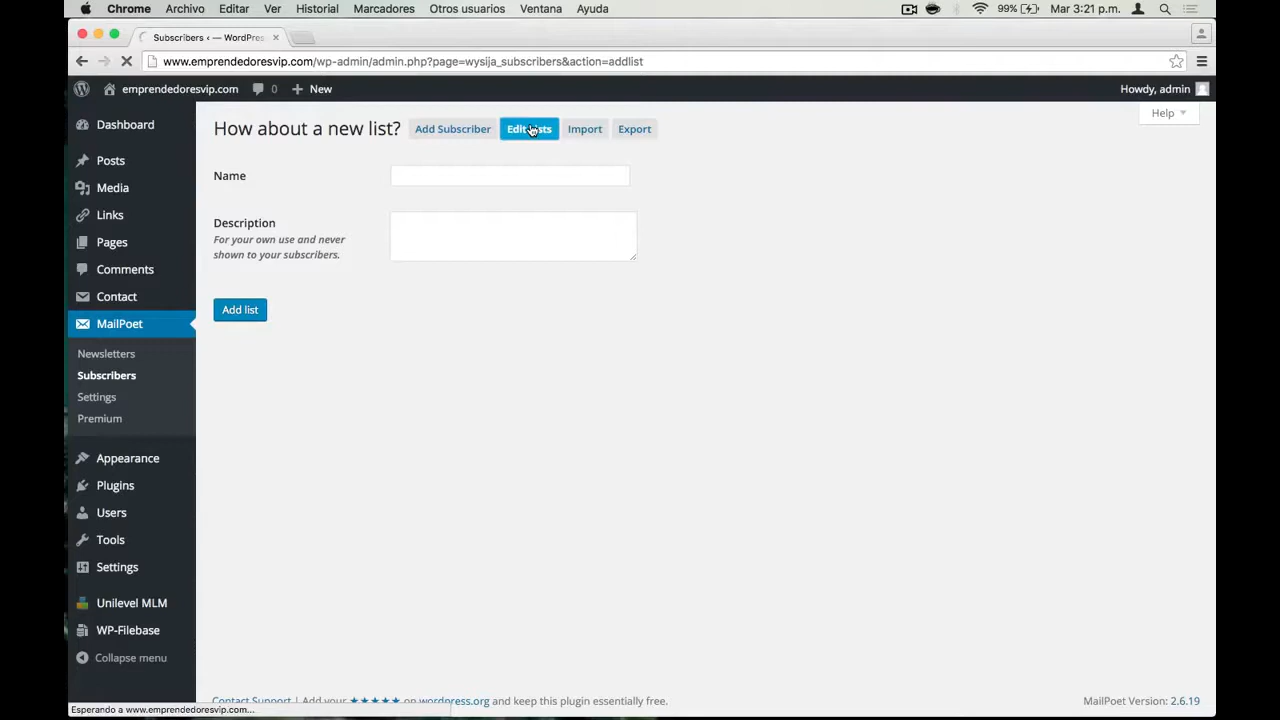 Chrome Archivo Editar Ver Historial Marcadores Otros usuarios Ventana Ayuda 99% Mar 3:21 p.m.
Subscribers ‹ — WordPres
www.emprendedoresvip.com/wp-admin/admin.php?page=wysija_subscribers&action=addlist
emprendedoresvip.com 0 + New Howdy, admin
Help
How about a new list? Add Subscriber Edit Lists Import Export
Name
Description
For your own use and never
shown to your subscribers.
Add list
Dashboard
Posts
Media
Links
Pages
Comments
Contact
MailPoet
Newsletters
Subscribers
Settings
Premium
Appearance
Plugins
Users
Tools
Settings
Unilevel MLM
WP-Filebase
Collapse menu
Contact Support | Add your ★★★★★ on wordpress.org and keep this plugin essentially free. MailPoet Version: 2.6.19
Esperando a www.emprendedoresvip.com...